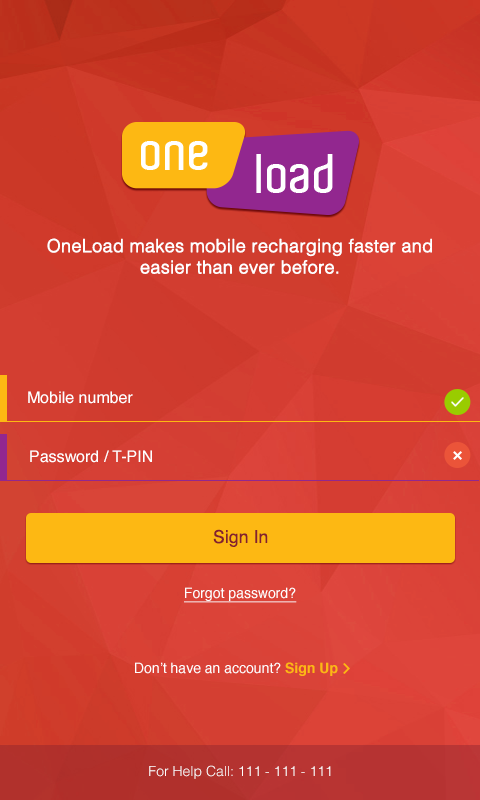 one
load
OneLoad makes mobile recharging faster and
easier than ever before.
Mobile number
Password / T-PIN
Sign In
Forgot password?
Don't have an account? Sign Up >
For Help Call: 111 - 111 - 111